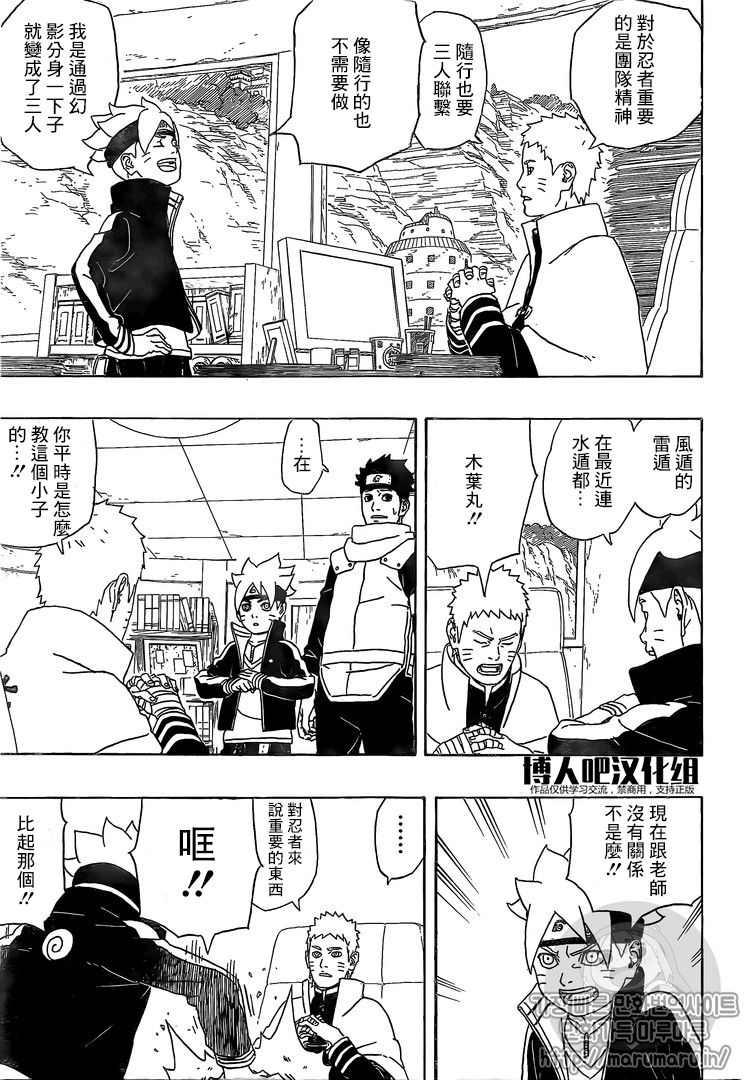 對於忍者重要
的是團隊精神
隨行也要
三人聯繫
像隨行的也
不需要做
我是通過幻
影分身一下子
就變成了三人
風遁的
雷遁
在最近連
水遁都…
木葉丸!!
…在
你平時是怎麼
教這個小子
的…!!
博人吧汉化组
作品仅供学习交流，禁商用，支持正版
現在跟老師
沒有關係
不是麼!!
…
對忍者來
說重要的東西
哐!!
比起那個!!
http://marumaru.in/